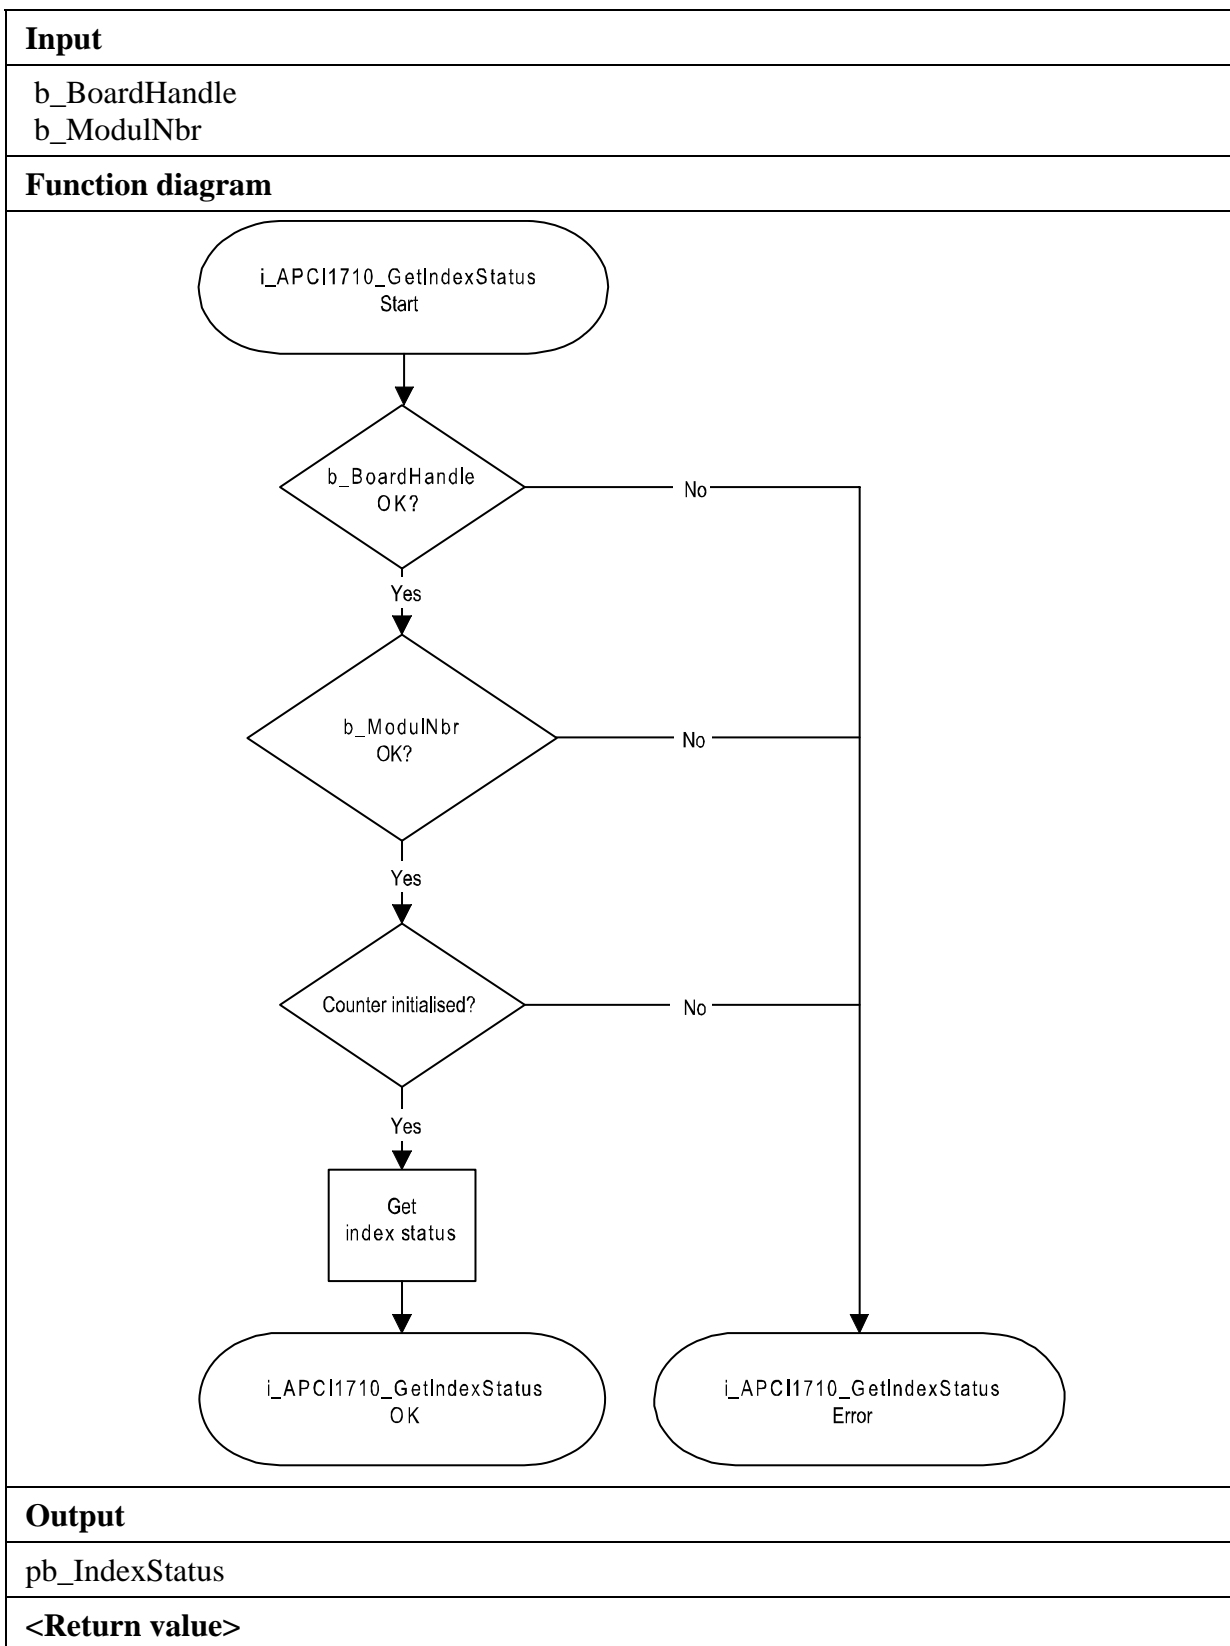 Input
b_BoardHandle
b_ModulNbr
Function diagram
i_APCI1710_GetIndexStatus
Start
b_BoardHandle
OK?
No
Yes
b_ModulNbr
OK?
No
Yes
Counter initialised?
No
Yes
Get
index status
i_APCI1710_GetIndexStatus
OK
i_APCI1710_GetIndexStatus
Error
Output
pb_IndexStatus
<Return value>